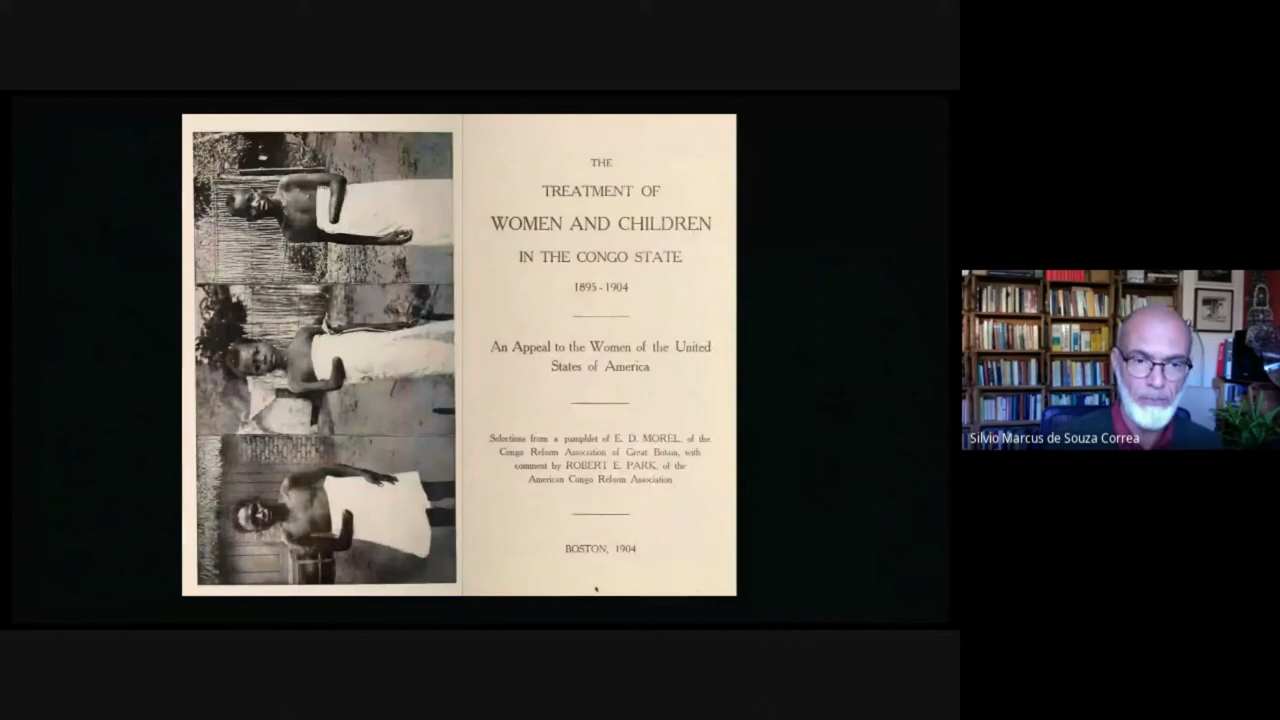 THE
TREATMENT OF
WOMEN AND CHILDREN
IN THE CONGO STATE
1895-1904
An Appeal to the Women of the United
States of America
Selections from a pamphlet of E. D. MOREL, of the
Congo Reform Association of Great Britain, with
comment by ROBERT E. PARK, of the
American Congo Reform Association
BOSTON, 1904
Silvio Marcus de Souza Correa